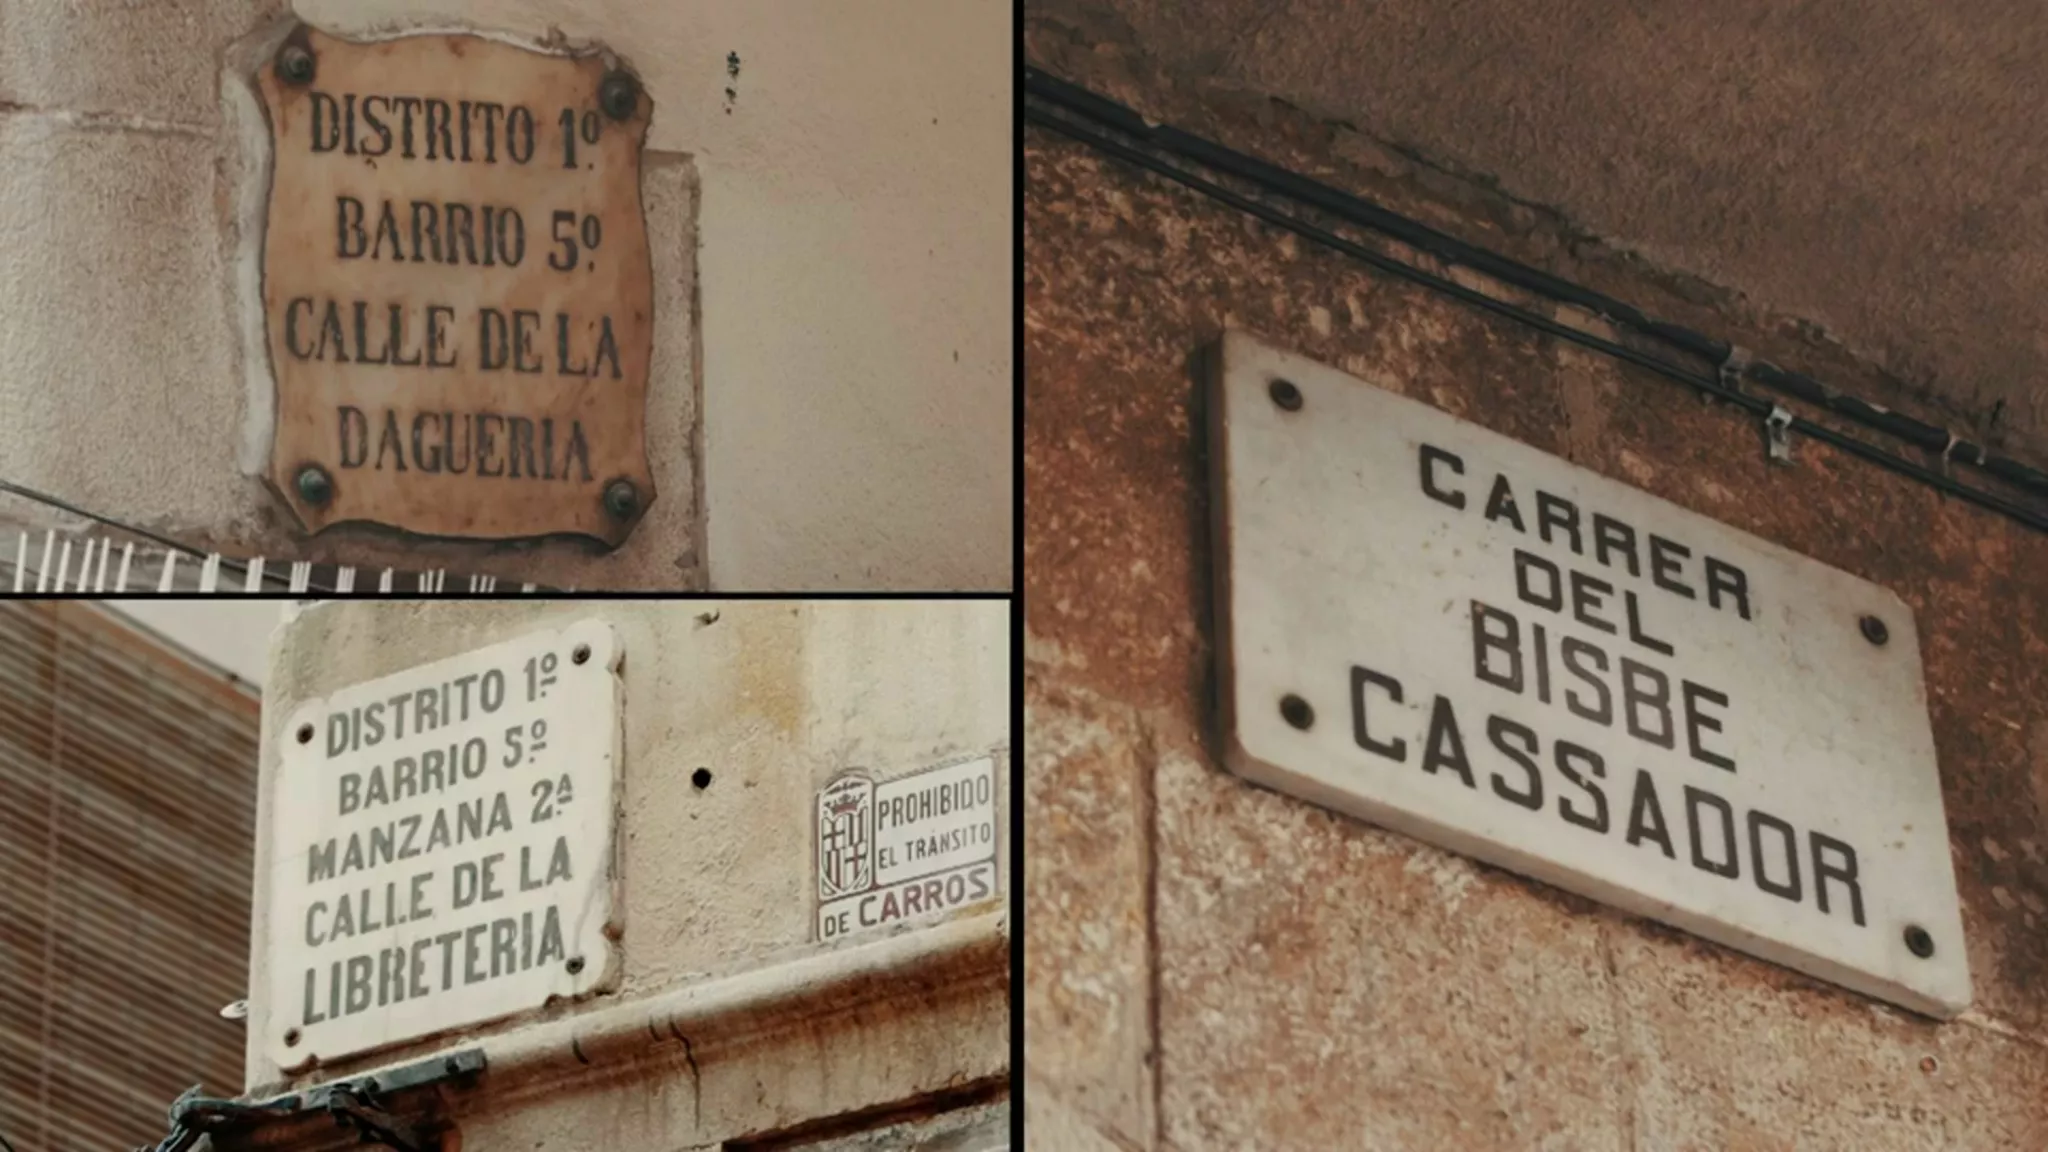 DISTRITO 1º
BARRIO 5º
CALLE DE LA
DAGUERIA
DISTRITO 1º
BARRIO 5º
MANZANA 2ª
CALLE DE LA
LIBRETERIA
PROHIBIDO
EL TRÁNSITO
DE CARROS
CARRER
DEL
BISBE
CASSADOR